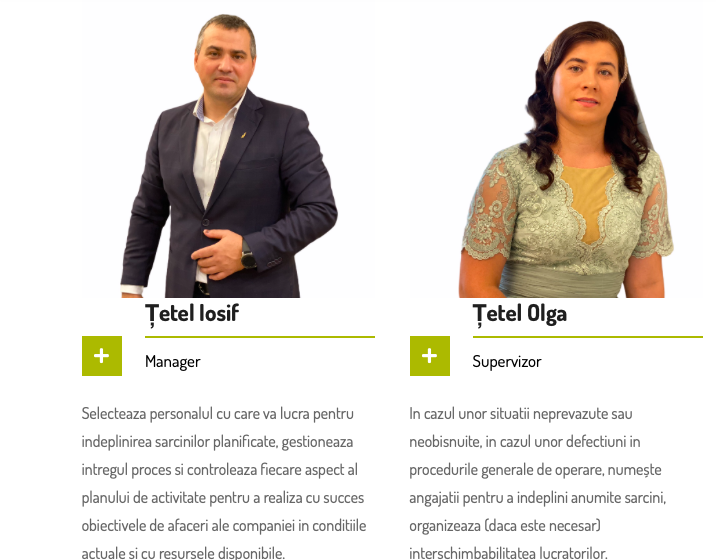 Țetel Iosif
Manager
Selecteaza personalul cu care va lucra pentru
indeplinirea sarcinilor planificate, gestioneaza
intregul proces si controleaza fiecare aspect al
planului de activitate pentru a realiza cu succes
obiectivele de afaceri ale companiei in conditiile
actuale si cu resursele disponibile.
Țetel Olga
Supervizor
In cazul unor situatii neprevazute sau
neobisnuite, in cazul unor defectiuni in
procedurile generale de operare, numește
angajatii pentru a indeplini anumite sarcini,
organizeaza (daca este necesar)
interschimbabilitatea lucratorilor.